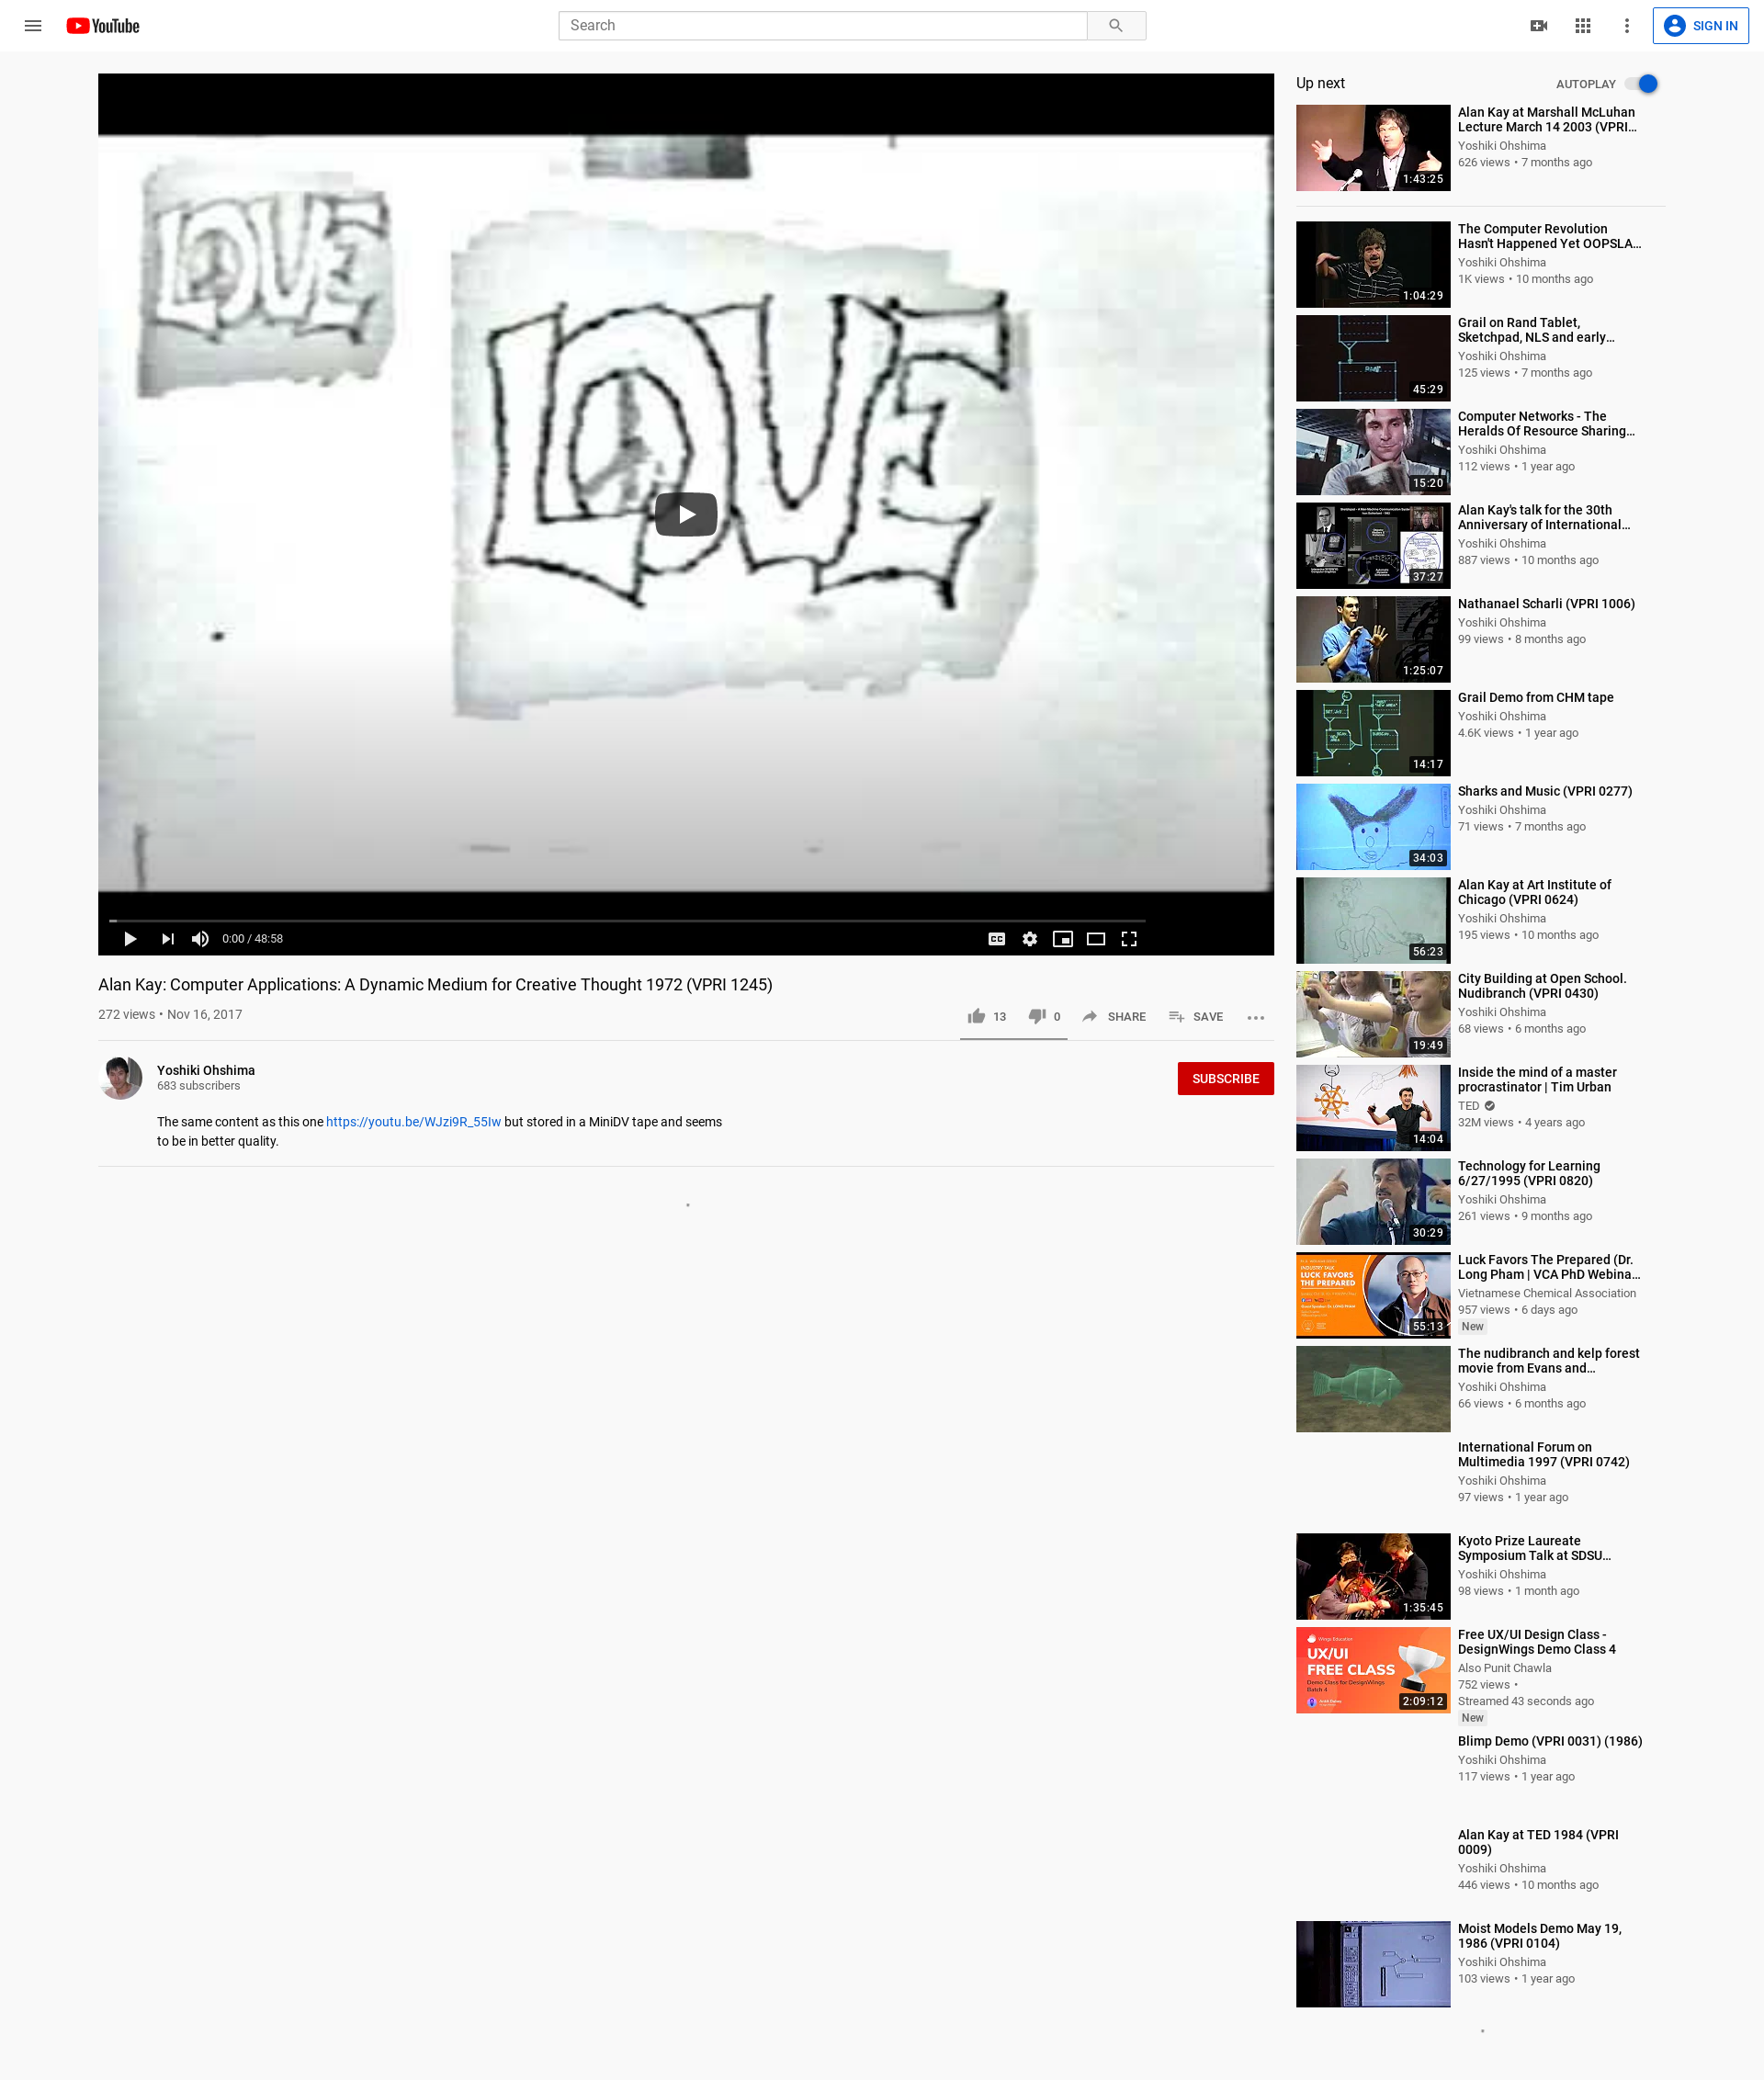 YouTube
Search
SIGN IN
LOVE
LOVE
0:00 / 48:58
CC
Alan Kay: Computer Applications: A Dynamic Medium for Creative Thought 1972 (VPRI 1245)
272 views • Nov 16, 2017
13
0
SHARE
SAVE
Yoshiki Ohshima
683 subscribers
SUBSCRIBE
The same content as this one https://youtu.be/WJzi9R_55Iw but stored in a MiniDV tape and seems
to be in better quality.
Up next
AUTOPLAY
1:43:25
Alan Kay at Marshall McLuhan
Lecture March 14 2003 (VPRI...
Yoshiki Ohshima
626 views • 7 months ago
1:04:29
The Computer Revolution
Hasn't Happened Yet OOPSLA...
Yoshiki Ohshima
1K views • 10 months ago
45:29
Grail on Rand Tablet,
Sketchpad, NLS and early...
Yoshiki Ohshima
125 views • 7 months ago
15:20
Computer Networks - The
Heralds Of Resource Sharing...
Yoshiki Ohshima
112 views • 1 year ago
37:27
Alan Kay's talk for the 30th
Anniversary of International...
Yoshiki Ohshima
887 views • 10 months ago
1:25:07
Nathanael Scharli (VPRI 1006)
Yoshiki Ohshima
99 views • 8 months ago
14:17
Grail Demo from CHM tape
Yoshiki Ohshima
4.6K views • 1 year ago
34:03
Sharks and Music (VPRI 0277)
Yoshiki Ohshima
71 views • 7 months ago
56:23
Alan Kay at Art Institute of
Chicago (VPRI 0624)
Yoshiki Ohshima
195 views • 10 months ago
19:49
City Building at Open School.
Nudibranch (VPRI 0430)
Yoshiki Ohshima
68 views • 6 months ago
14:04
Inside the mind of a master
procrastinator | Tim Urban
TED
32M views • 4 years ago
30:29
Technology for Learning
6/27/1995 (VPRI 0820)
Yoshiki Ohshima
261 views • 9 months ago
INDUSTRY TALK
LUCK FAVORS
THE PREPARED
55:13
Luck Favors The Prepared (Dr.
Long Pham | VCA PhD Webina...
Vietnamese Chemical Association
957 views • 6 days ago
New
The nudibranch and kelp forest
movie from Evans and...
Yoshiki Ohshima
66 views • 6 months ago
International Forum on
Multimedia 1997 (VPRI 0742)
Yoshiki Ohshima
97 views • 1 year ago
1:35:45
Kyoto Prize Laureate
Symposium Talk at SDSU...
Yoshiki Ohshima
98 views • 1 month ago
UX/UI
FREE CLASS
Demo Class for DesignWings
Batch 4
2:09:12
Free UX/UI Design Class -
DesignWings Demo Class 4
Also Punit Chawla
752 views •
Streamed 43 seconds ago
New
Blimp Demo (VPRI 0031) (1986)
Yoshiki Ohshima
117 views • 1 year ago
Alan Kay at TED 1984 (VPRI
0009)
Yoshiki Ohshima
446 views • 10 months ago
Moist Models Demo May 19,
1986 (VPRI 0104)
Yoshiki Ohshima
103 views • 1 year ago